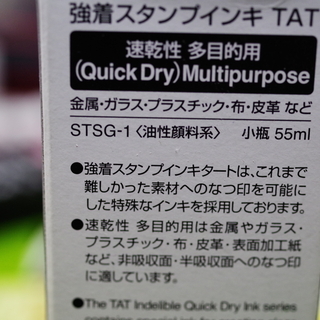 強着スタンプインキ TAT
速乾性 多目的用
(Quick Dry)Multipurpose
金属・ガラス・プラスチック・布・皮革 など
STSG-1〈油性顔料系〉 小瓶 55ml
●強着スタンプインキタートは、これまで
難しかった素材へのなつ印を可能に
した特殊なインキを採用しております。
●速乾性 多目的用は金属やガラス・
プラスチック・布・皮革・表面加工紙
など、非吸収面・半吸収面へのなつ印
に適しています。
●The TAT Indelible Quick Dry Ink series